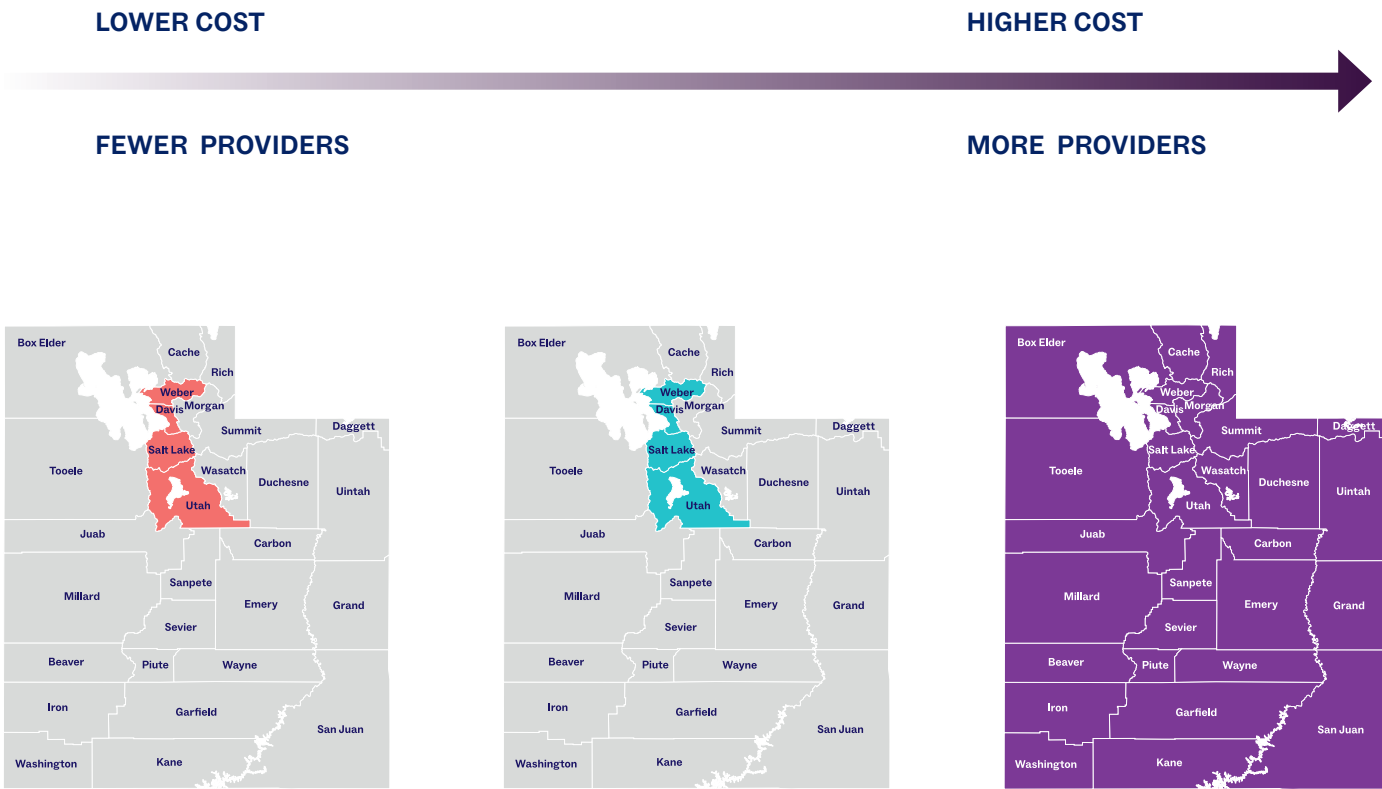 LOWER COST
HIGHER COST
FEWER PROVIDERS
MORE PROVIDERS
Box Elder
Cache
Rich
Weber
Davis
Morgan
Summit
Daggett
Salt Lake
Tooele
Wasatch
Duchesne
Uintah
Utah
Juab
Carbon
Sanpete
Millard
Emery
Grand
Sevier
Beaver
Piute
Wayne
Iron
Garfield
San Juan
Washington
Kane
Box Elder
Cache
Rich
Weber
Davis
Morgan
Summit
Daggett
Salt Lake
Tooele
Wasatch
Duchesne
Uintah
Utah
Juab
Carbon
Sanpete
Millard
Emery
Grand
Sevier
Beaver
Piute
Wayne
Iron
Garfield
San Juan
Washington
Kane
Box Elder
Cache
Rich
Weber
Davis
Morgan
Summit
Daggett
Salt Lake
Tooele
Wasatch
Duchesne
Uintah
Utah
Juab
Carbon
Sanpete
Millard
Emery
Grand
Sevier
Beaver
Piute
Wayne
Iron
Garfield
San Juan
Washington
Kane